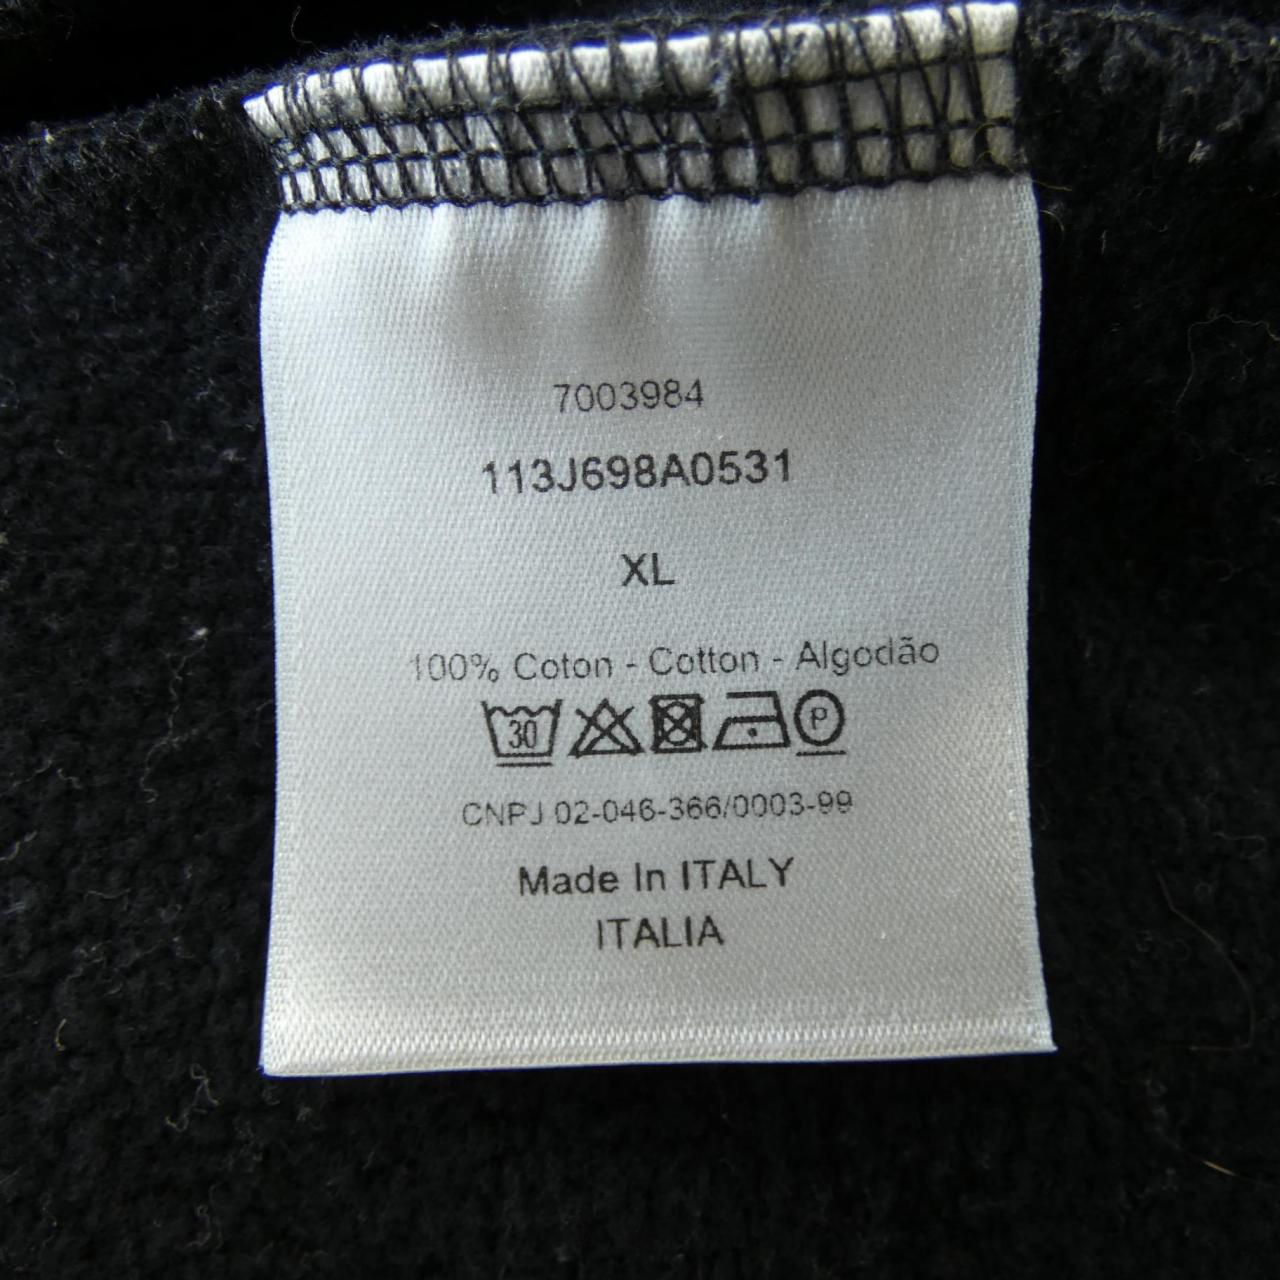 7003984
113J698A0531
XL
100% Coton - Cotton - Algodão
30 P
CNPJ 02-046-366/0003-99
Made In ITALY
ITALIA